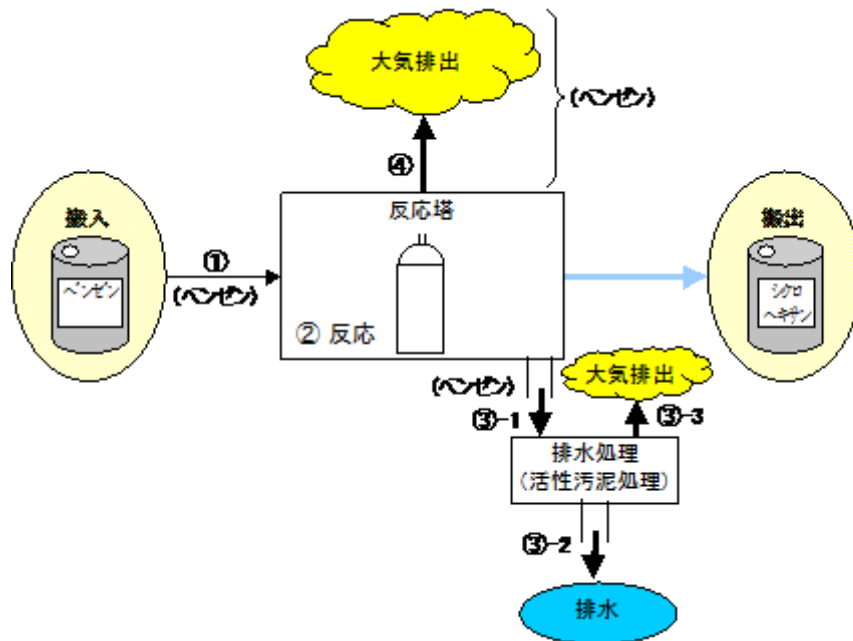 大気排出
(ベンゼン)
④
搬入
ベンゼン
①
(ベンゼン)
反応塔
② 反応
搬出
シクロ
ヘキサン
(ベンゼン)
③-1
大気排出
③-3
排水処理
(活性汚泥処理)
③-2
排水